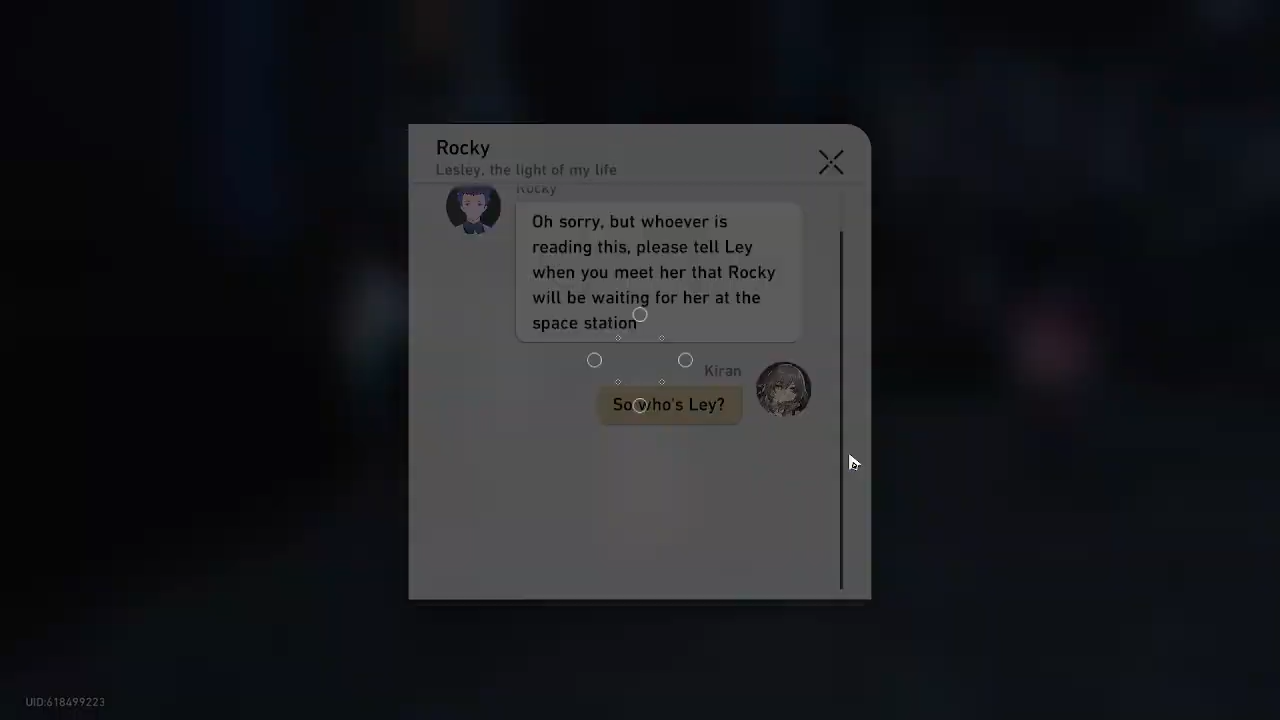 Rocky
Lesley, the light of my life
Rocky
Oh sorry, but whoever is
reading this, please tell Ley
when you meet her that Rocky
will be waiting for her at the
space station
Kiran
So who's Ley?
UID:618499223